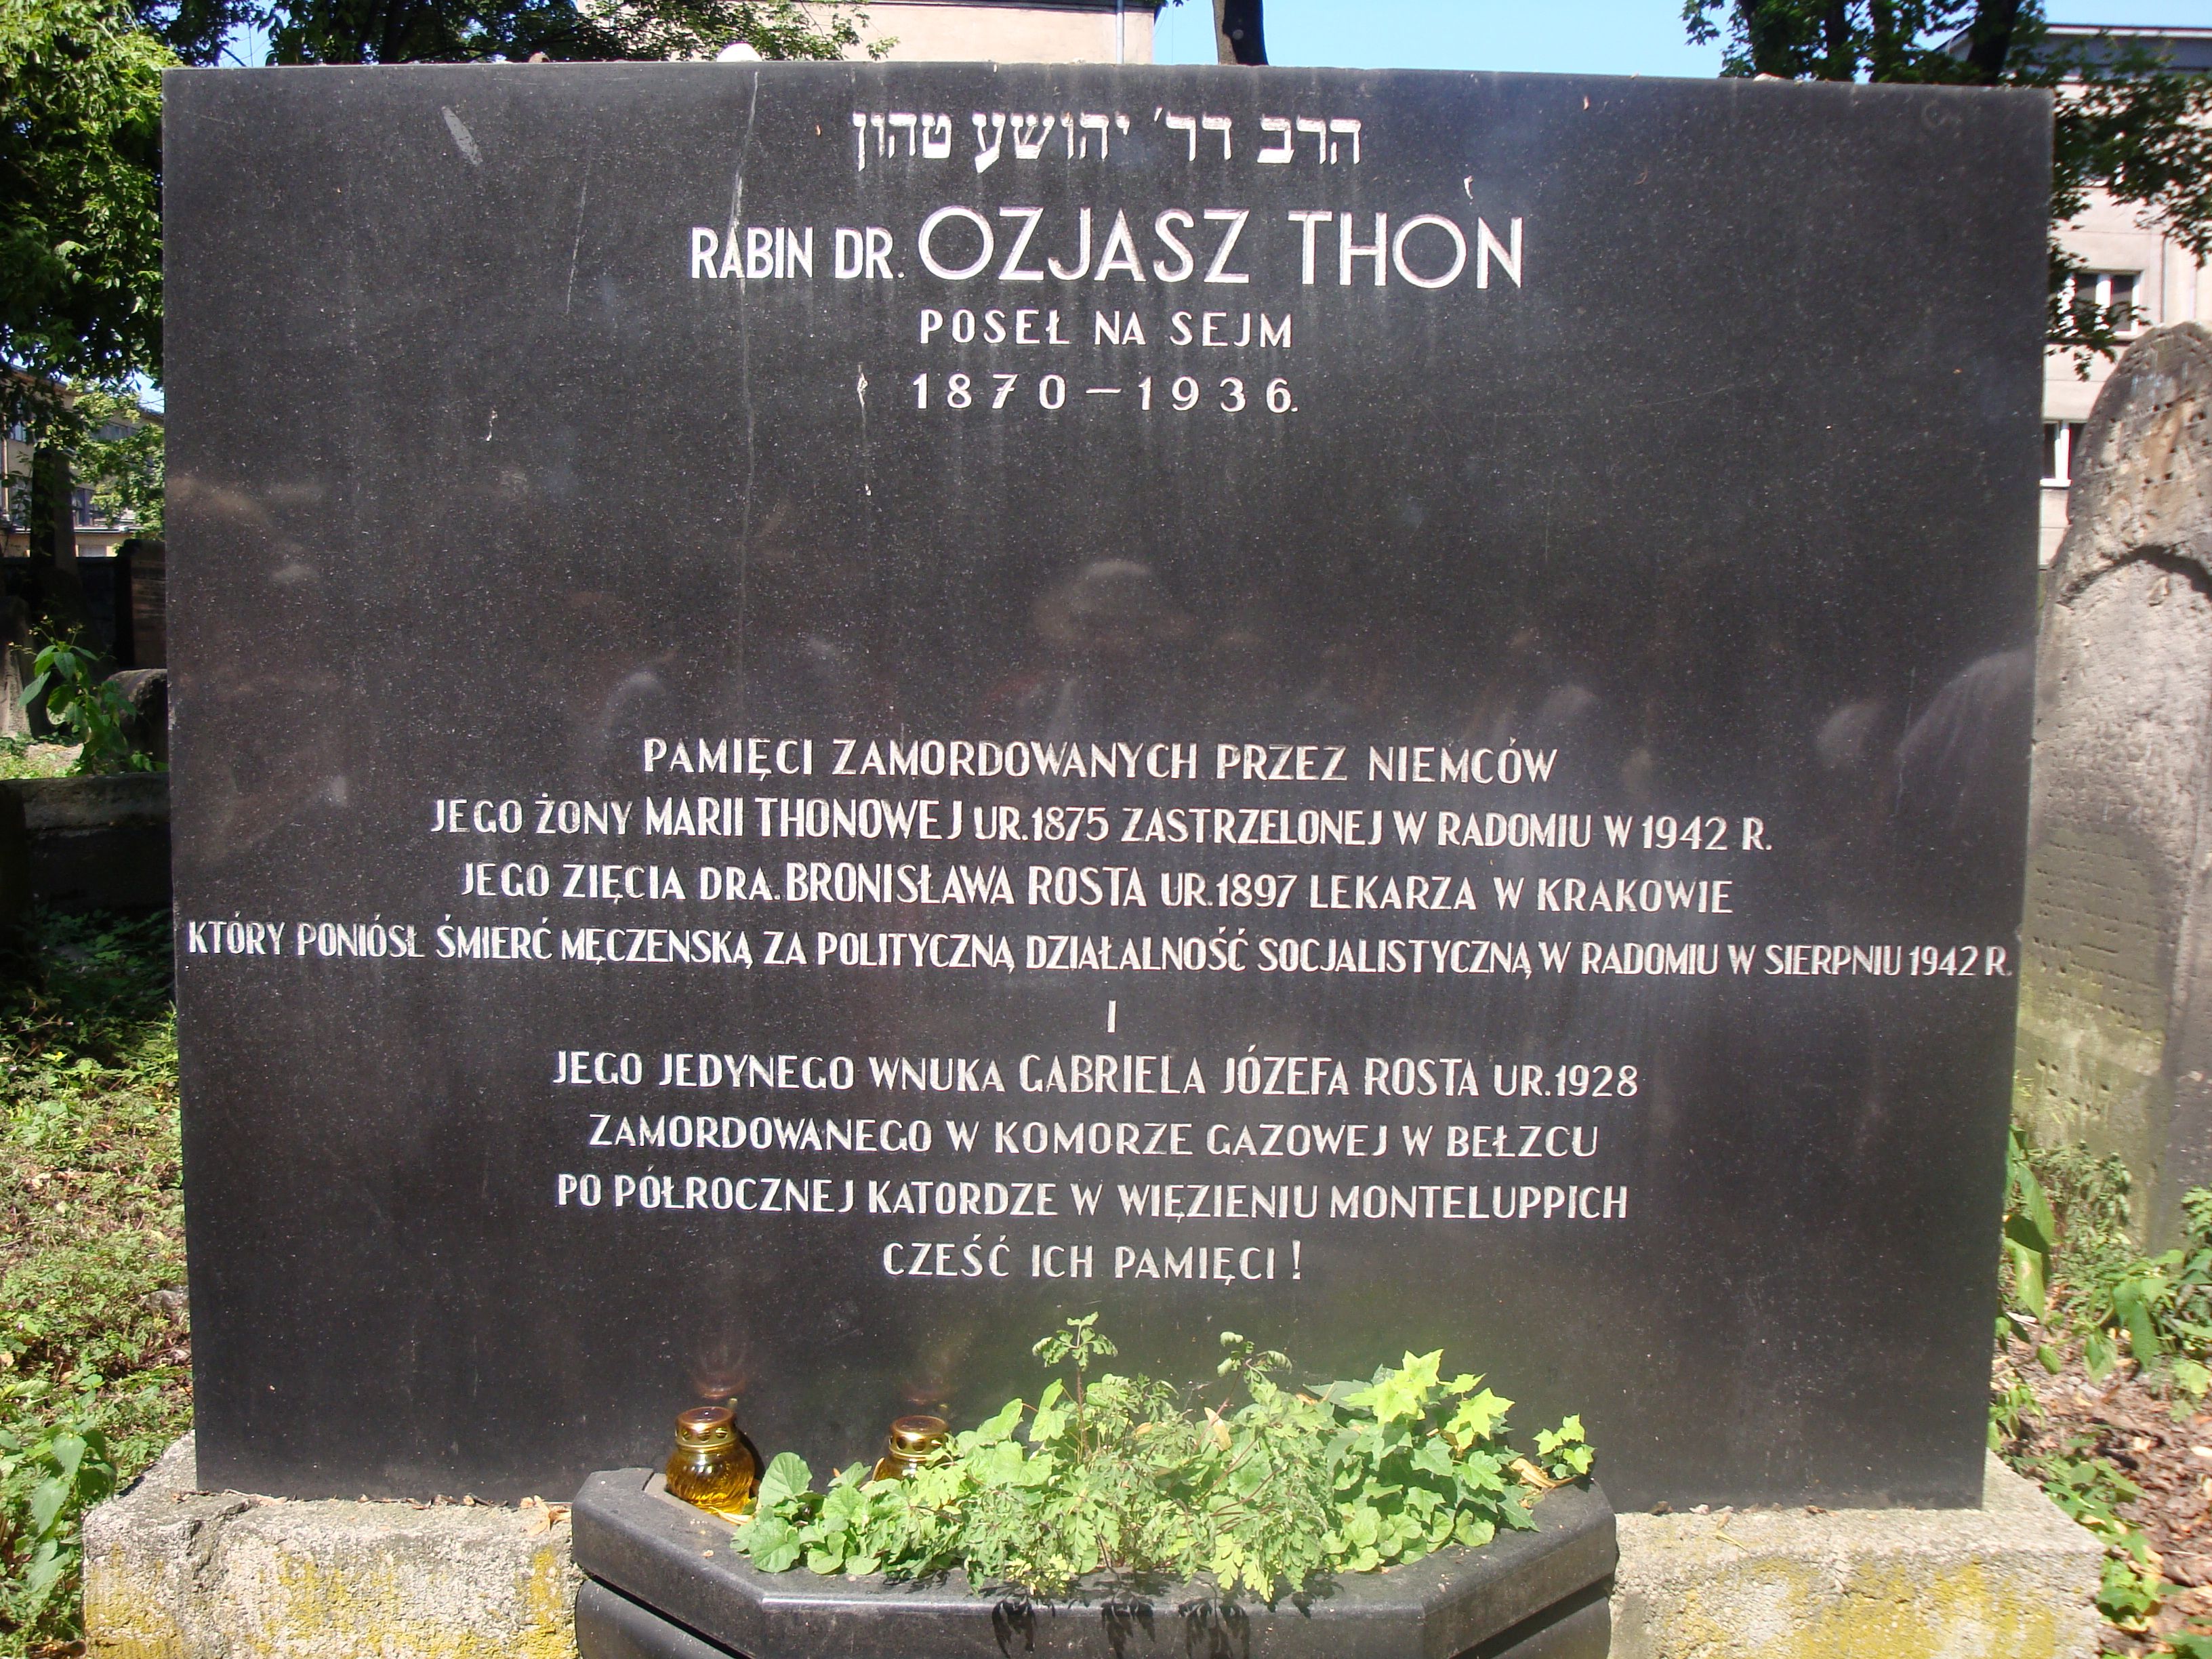 הרב דר' יהושע טהון
RABIN DR. OZJASZ THON
POSEŁ NA SEJM
1870 – 1936.
PAMIĘCI ZAMORDOWANYCH PRZEZ NIEMCÓW
JEGO ŻONY MARII THONOWEJ UR. 1875 ZASTRZELONEJ W RADOMIU W 1942 R.
JEGO ZIĘCIA DRA. BRONISŁAWA ROSTA UR. 1897 LEKARZA W KRAKOWIE
KTÓRY PONIÓSŁ ŚMIERĆ MĘCZENSKĄ ZA POLITYCZNĄ DZIAŁALNOŚĆ SOCJALISTYCZNĄ W RADOMIU W SIERPNIU 1942 R.
I
JEGO JEDYNEGO WNUKA GABRIELA JÓZEFA ROSTA UR. 1928
ZAMORDOWANEGO W KOMORZE GAZOWEJ W BEŁZCU
PO PÓŁROCZNEJ KATORDZE W WIĘZIENIU MONTELUPPICH
CZEŚĆ ICH PAMIĘCI!